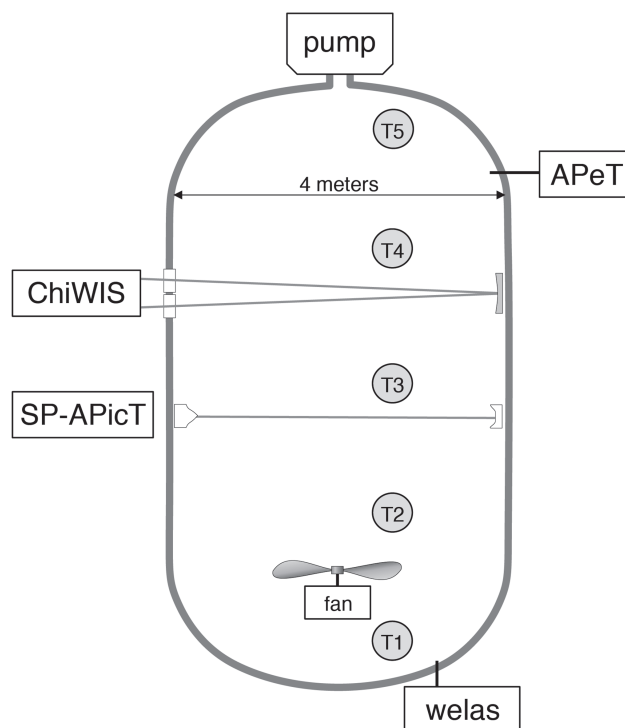 pump
T5
APeT
4 meters
T4
ChiWIS
T3
SP-APicT
T2
fan
T1
welas